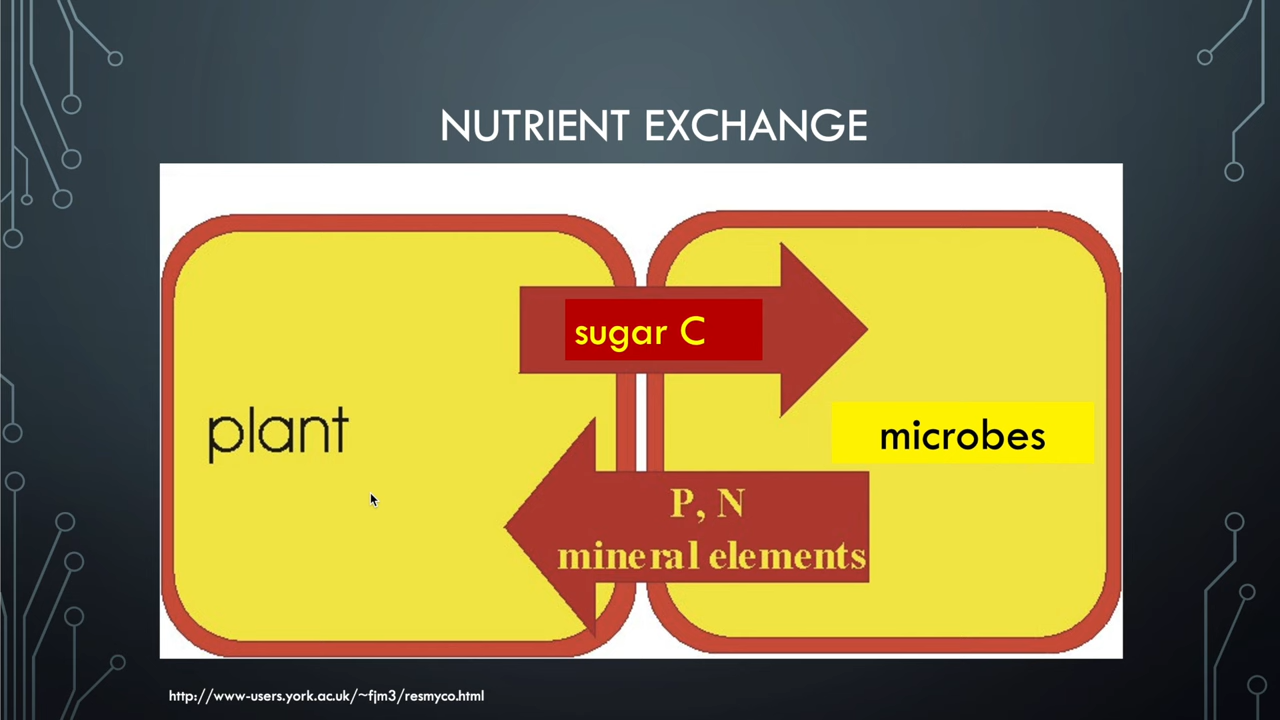 NUTRIENT EXCHANGE
sugar C
plant
microbes
P, N
mineral elements
http://www-users.york.ac.uk/~fjm3/resmyco.html